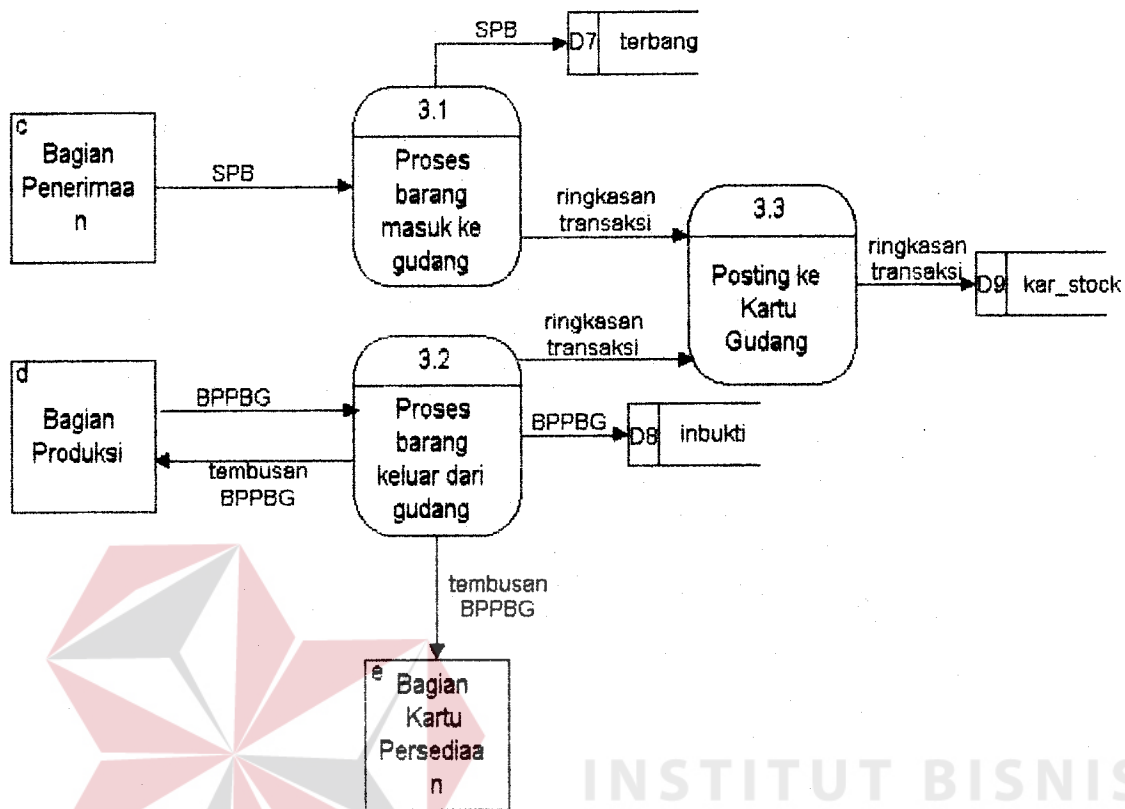 SPB
D7 terbang
c
Bagian
Penerimaa
n
SPB
3.1
Proses
barang
masuk ke
gudang
ringkasan
transaksi
3.3
Posting ke
Kartu
Gudang
ringkasan
transaksi
D9 kar_stock
ringkasan
transaksi
d
Bagian
Produksi
BPPBG
tembusan
BPPBG
3.2
Proses
barang
keluar dari
gudang
BPPBG
D8 inbukti
tembusan
BPPBG
e
Bagian
Kartu
Persediaa
n
INSTITUT BISNIS